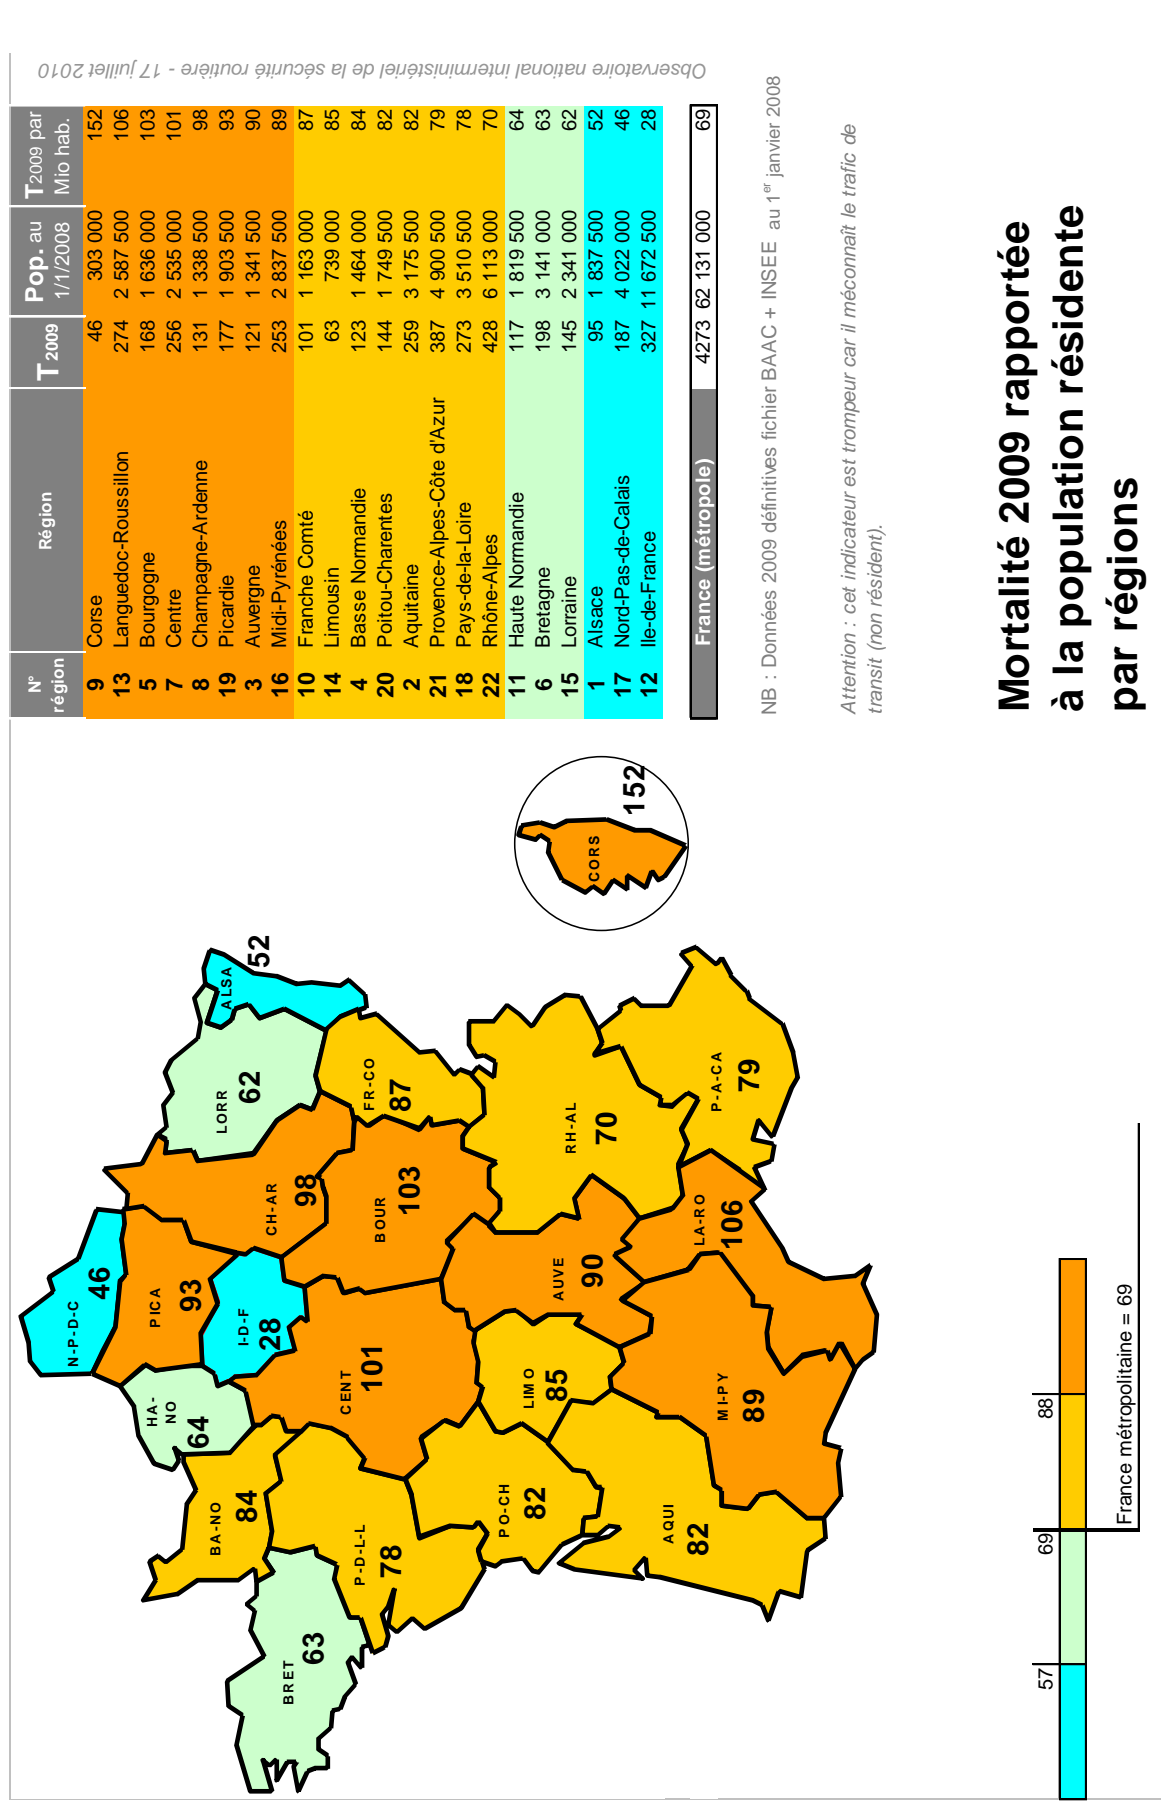 Mortalité 2009 rapportée
à la population résidente
par régions
N° région Région T2009 Pop. au 1/1/2008 T2009 par Mio hab.
9 Corse 46 303 000 152
13 Languedoc-Roussillon 274 2 587 500 106
5 Bourgogne 168 1 636 000 103
7 Centre 256 2 535 000 101
8 Champagne-Ardenne 131 1 338 500 98
19 Picardie 177 1 903 500 93
3 Auvergne 121 1 341 500 90
16 Midi-Pyrénées 253 2 837 500 89
10 Franche Comté 101 1 163 000 87
14 Limousin 63 739 000 85
4 Basse Normandie 123 1 464 000 84
20 Poitou-Charentes 144 1 749 500 82
2 Aquitaine 259 3 175 500 82
21 Provence-Alpes-Côte d'Azur 387 4 900 500 79
18 Pays-de-la-Loire 273 3 510 500 78
22 Rhône-Alpes 428 6 113 000 70
11 Haute Normandie 117 1 819 500 64
6 Bretagne 198 3 141 000 63
15 Lorraine 145 2 341 000 62
1 Alsace 95 1 837 500 52
17 Nord-Pas-de-Calais 187 4 022 000 46
12 Ile-de-France 327 11 672 500 28
France (métropole) 4273 62 131 000 69
NB : Données 2009 définitives fichier BAAC + INSEE au 1er janvier 2008
Attention : cet indicateur est trompeur car il méconnaît le trafic de
transit (non résident).
Observatoire national interministériel de la sécurité routière - 17 juillet 2010
N-P-D-C
46
PICA
93
HA-
NO
64
I-D-F
28
BA-NO
84
BRET
63
P-D-L-L
78
CENT
101
CH-AR
98
LORR
62
ALSA
52
FR-CO
87
BOUR
103
PO-CH
82
LIMO
85
AUVE
90
RH-AL
70
AQUI
82
MI-PY
89
LA-RO
106
P-A-CA
79
CORS
152
57
69
88
France métropolitaine = 69